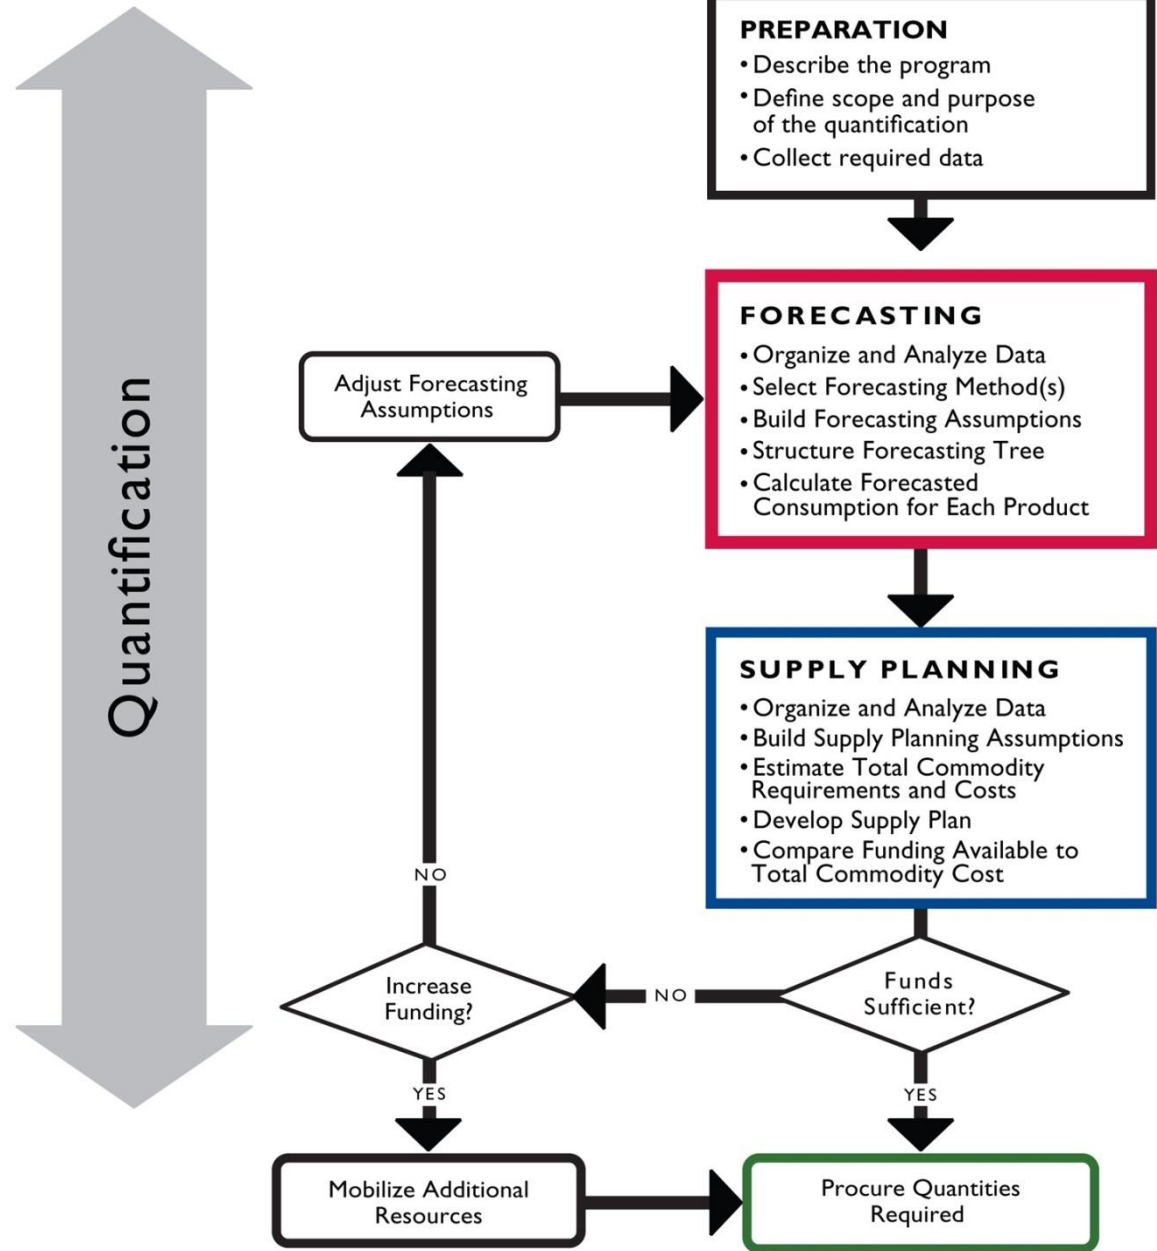 Quantification
PREPARATION
• Describe the program
• Define scope and purpose
of the quantification
• Collect required data
FORECASTING
• Organize and Analyze Data
• Select Forecasting Method(s)
• Build Forecasting Assumptions
• Structure Forecasting Tree
• Calculate Forecasted
Consumption for Each Product
Adjust Forecasting
Assumptions
SUPPLY PLANNING
• Organize and Analyze Data
• Build Supply Planning Assumptions
• Estimate Total Commodity
Requirements and Costs
• Develop Supply Plan
• Compare Funding Available to
Total Commodity Cost
Funds
Sufficient?
NO
Increase
Funding?
NO
YES
YES
Mobilize Additional
Resources
Procure Quantities
Required